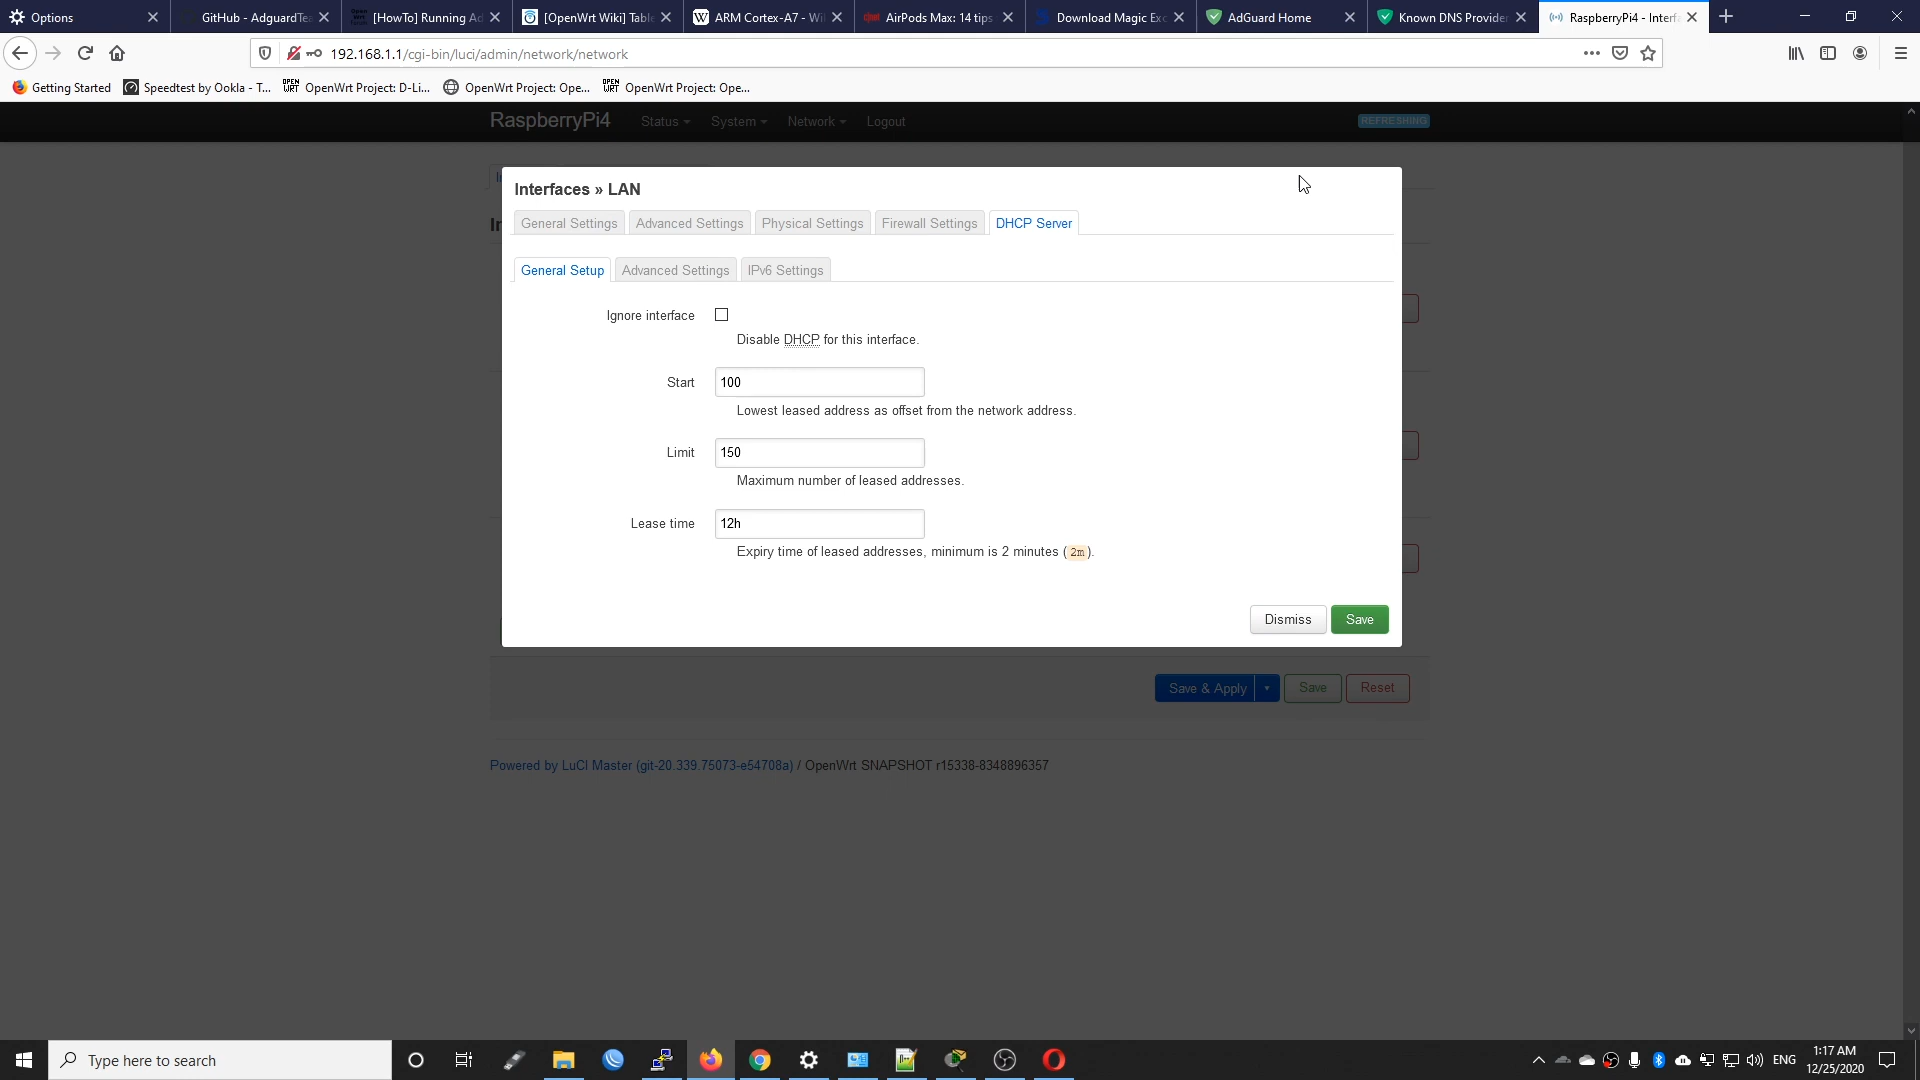 Options
GitHub - AdguardTea
[HowTo] Running Ad
[OpenWrt Wiki] Table
ARM Cortex-A7 - Wi
AirPods Max: 14 tips
Download Magic Exc
AdGuard Home
Known DNS Provider
RaspberryPi4 - Interfa
192.168.1.1/cgi-bin/luci/admin/network/network
Getting Started
Speedtest by Ookla - T...
OpenWrt Project: D-Li...
OpenWrt Project: Ope...
OpenWrt Project: Ope...
RaspberryPi4
Status
System
Network
Logout
REFRESHING
Interfaces » LAN
General Settings
Advanced Settings
Physical Settings
Firewall Settings
DHCP Server
General Setup
Advanced Settings
IPv6 Settings
Ignore interface
Disable DHCP for this interface.
Start
100
Lowest leased address as offset from the network address.
Limit
150
Maximum number of leased addresses.
Lease time
12h
Expiry time of leased addresses, minimum is 2 minutes (2m).
Dismiss
Save
Save & Apply
Save
Reset
Powered by LuCI Master (git-20.339.75073-e54708a) / OpenWrt SNAPSHOT r15338-8348896357
Type here to search
ENG
1:17 AM
12/25/2020